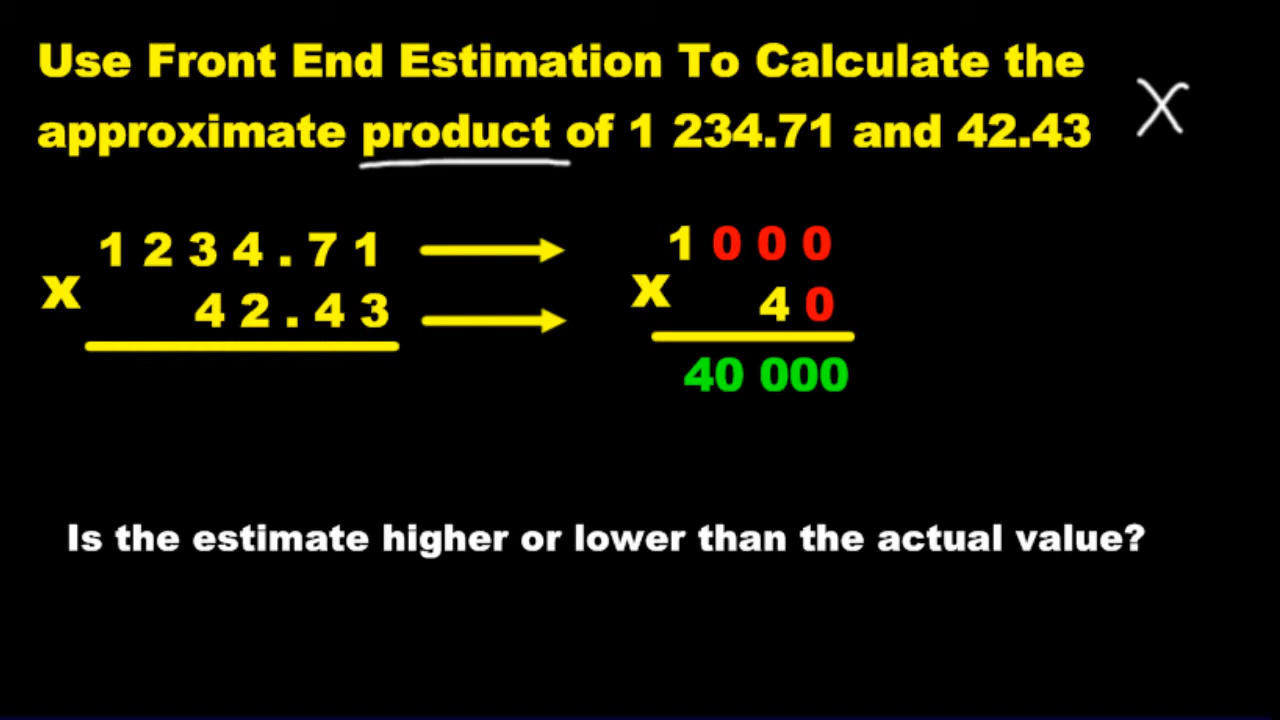 Use Front End Estimation To Calculate the
approximate product of 1 234.71 and 42.43 X
1 2 3 4 . 7 1
x 4 2 . 4 3
1 0 0 0
x 4 0
40 000
Is the estimate higher or lower than the actual value?